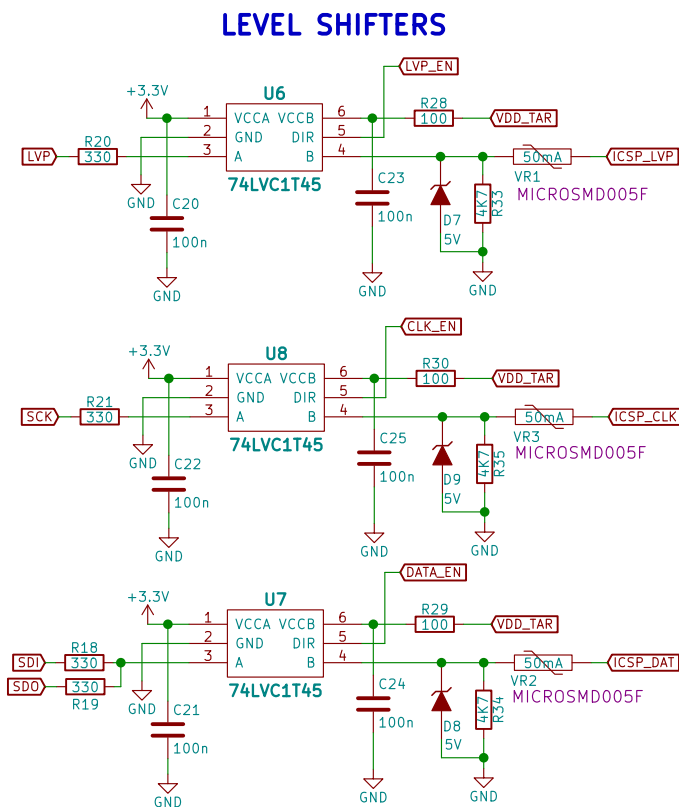 LEVEL SHIFTERS
LVP_EN
+3.3V
U6
R28
100
VDD_TAR
1 VCCA VCCB 6
2 GND DIR 5
3 A B 4
LVP
R20
330
74LVC1T45
50mA
VR1
ICSP_LVP
MICROSMD005F
GND
C20
100n
GND
C23
100n
GND
D7
5V
4K7
R33
GND
CLK_EN
+3.3V
U8
R30
100
VDD_TAR
1 VCCA VCCB 6
2 GND DIR 5
3 A B 4
SCK
R21
330
74LVC1T45
50mA
VR3
ICSP_CLK
MICROSMD005F
GND
C22
100n
GND
C25
100n
GND
D9
5V
4K7
R35
GND
DATA_EN
+3.3V
U7
R29
100
VDD_TAR
1 VCCA VCCB 6
2 GND DIR 5
3 A B 4
SDI
R18
330
SDO
330
R19
74LVC1T45
50mA
VR2
ICSP_DAT
MICROSMD005F
GND
C21
100n
GND
C24
100n
GND
D8
5V
4K7
R34
GND